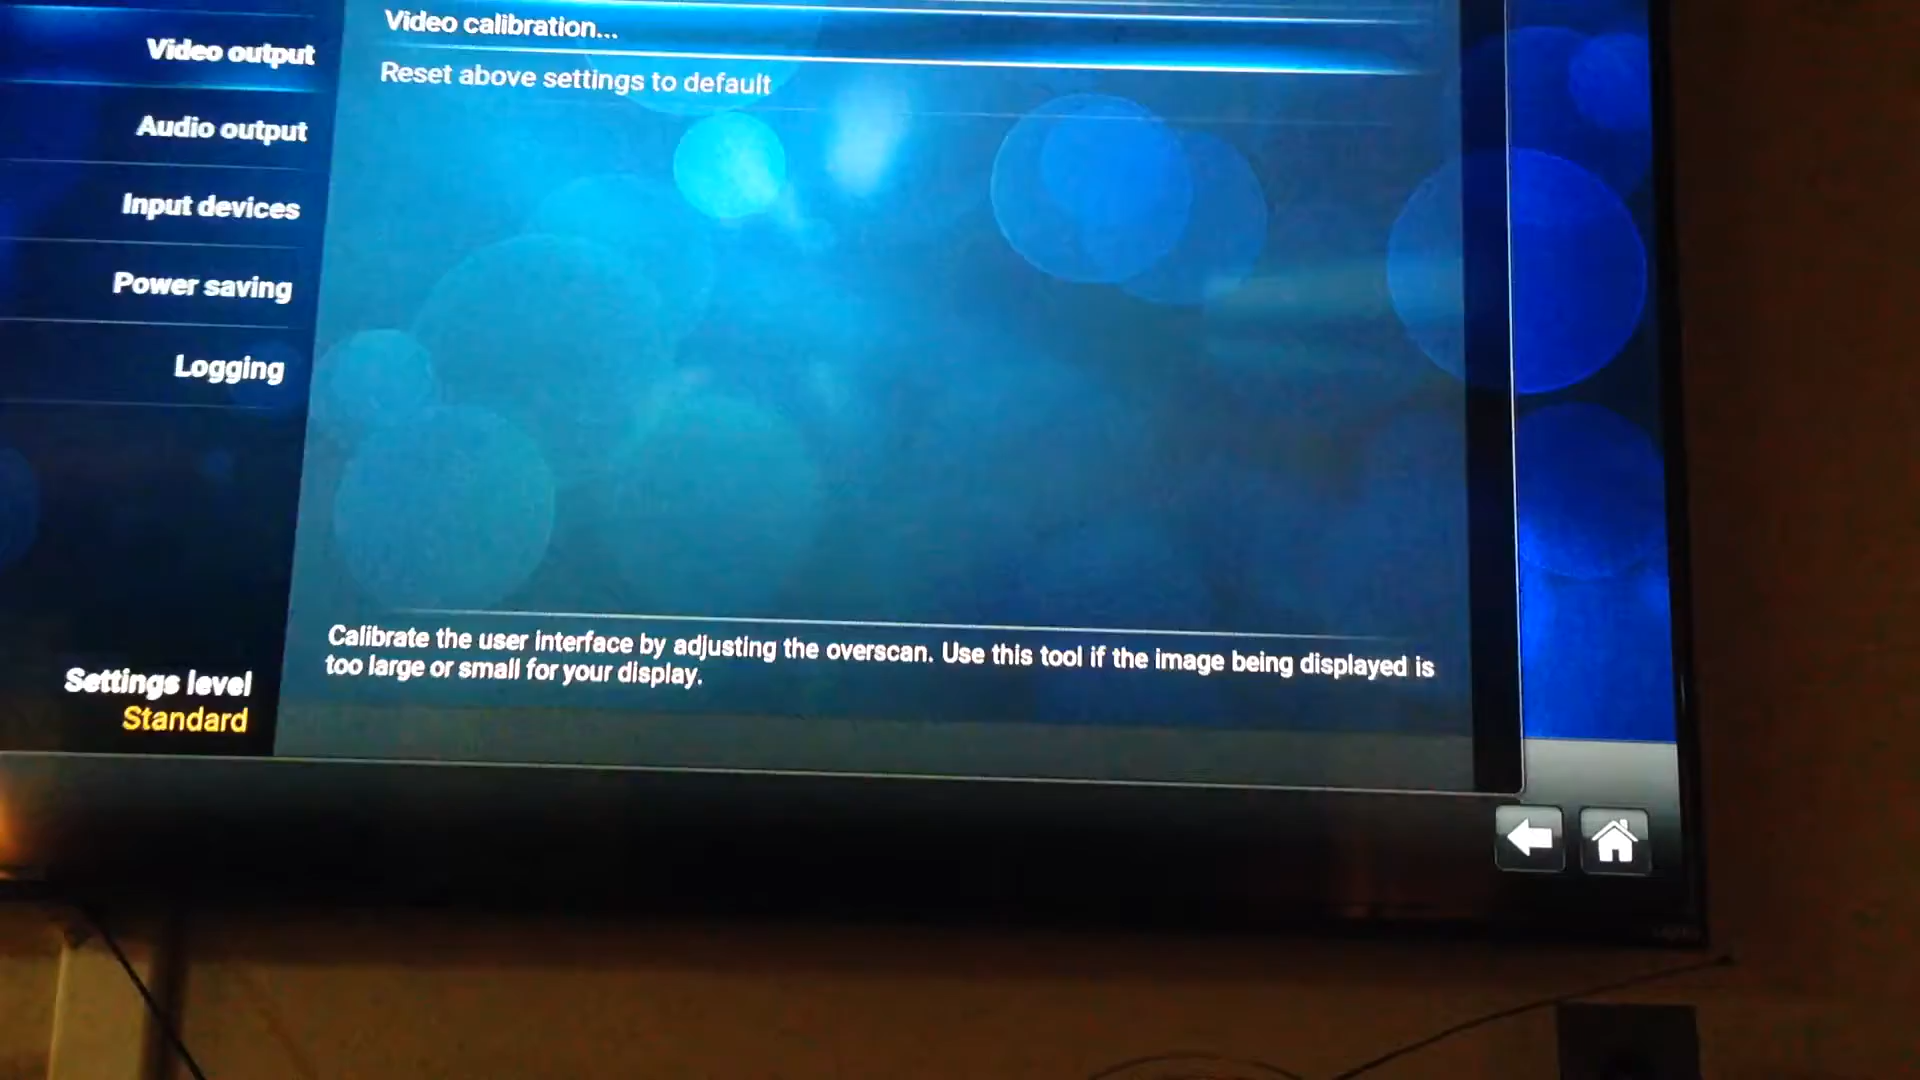 Video calibration...
Reset above settings to default
Video output
Audio output
Input devices
Power saving
Logging
Calibrate the user interface by adjusting the overscan. Use this tool if the image being displayed is
too large or small for your display.
Settings level
Standard